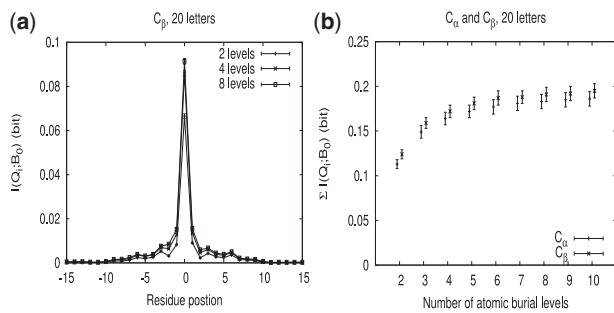 (a)
C_β, 20 letters
I(Q_i;B_0) (bit)
0.1
0.08
0.06
0.04
0.02
0
2 levels
4 levels
8 levels
-15 -10 -5 0 5 10 15
Residue postion
(b)
C_α and C_β, 20 letters
Σ I(Q_i;B_0) (bit)
0.25
0.2
0.15
0.1
0.05
0
C_α
C_β
2 3 4 5 6 7 8 9 10
Number of atomic burial levels